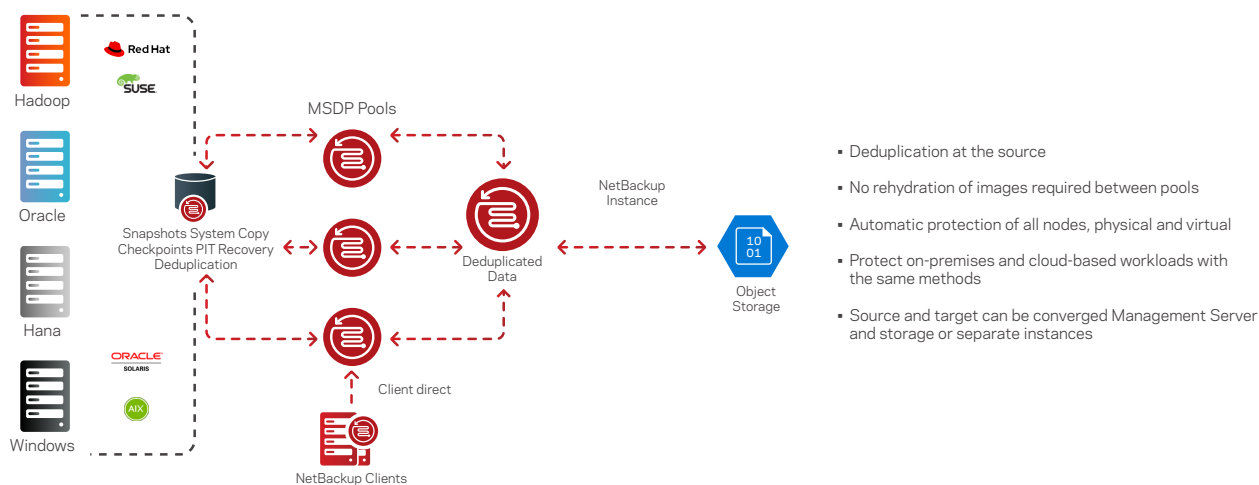 Hadoop
Oracle
Hana
Windows
Red Hat
SUSE
ORACLE
SOLARIS
AIX
Snapshots System Copy
Checkpoints PIT Recovery
Deduplication
MSDP Pools
Client direct
NetBackup Clients
Deduplicated
Data
NetBackup
Instance
10
01
Object
Storage
▪ Deduplication at the source
▪ No rehydration of images required between pools
▪ Automatic protection of all nodes, physical and virtual
▪ Protect on-premises and cloud-based workloads with
the same methods
▪ Source and target can be converged Management Server
and storage or separate instances